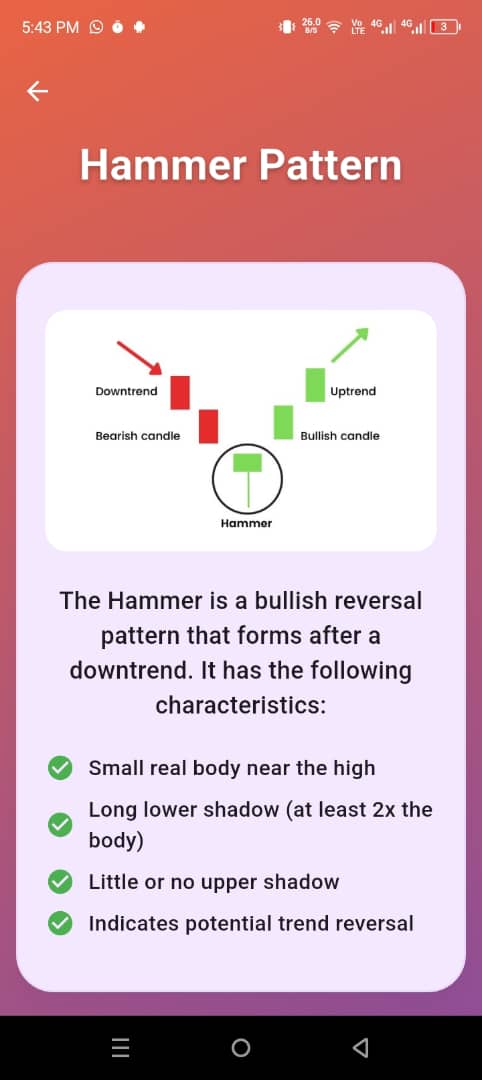 5:43 PM 26.0 B/S Vo LTE 4G 4G 3
Hammer Pattern
Downtrend
Uptrend
Bearish candle
Bullish candle
Hammer
The Hammer is a bullish reversal
pattern that forms after a
downtrend. It has the following
characteristics:
Small real body near the high
Long lower shadow (at least 2x the
body)
Little or no upper shadow
Indicates potential trend reversal